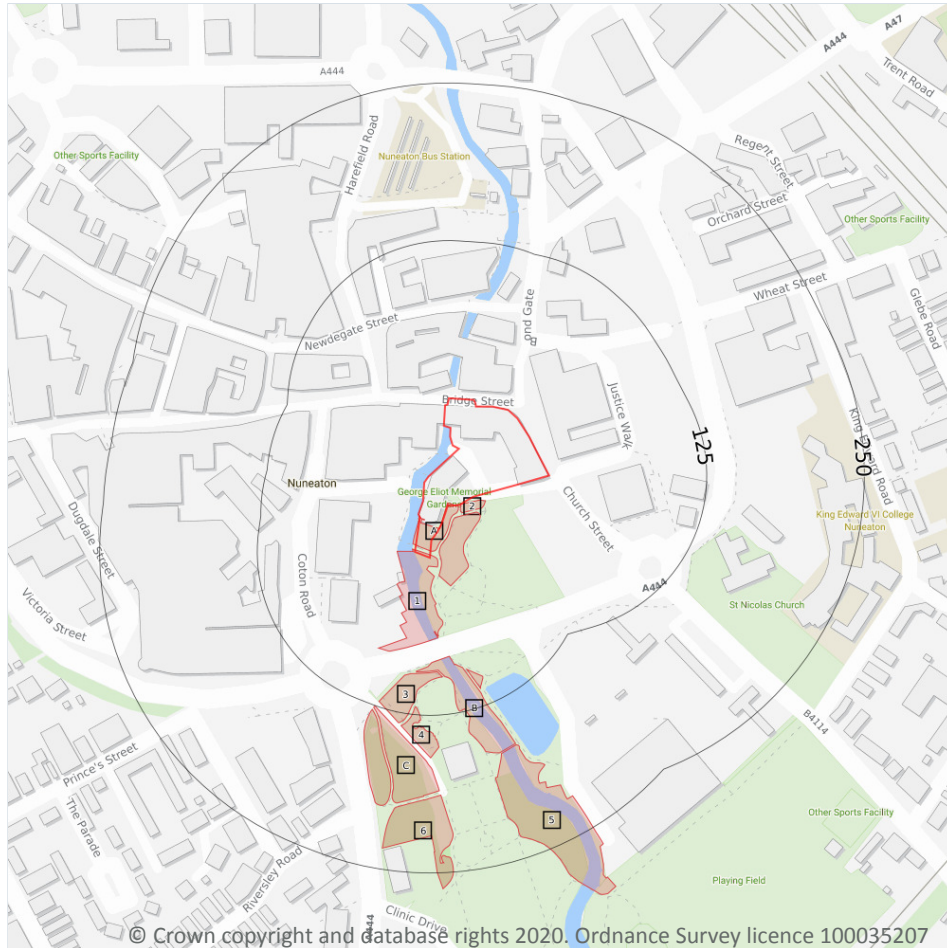 A444
A47
A444
Trent Road
Other Sports Facility
Harefield Road
Nuneaton Bus Station
Regent Street
Orchard Street
Other Sports Facility
Wheat Street
Glebe Road
Newdegate Street
Bond Gate
Bridge Street
Justice Walk
125
250
King Edward Road
Nuneaton
George Eliot Memorial
Gardens
2
A
Church Street
King Edward VI College
Nuneaton
Dugdale Street
Coton Road
1
A444
St Nicolas Church
Victoria Street
3
B
4
B4114
Prince's Street
C
The Parade
5
6
Other Sports Facility
Riversley Road
Playing Field
A444
Clinic Drive
© Crown copyright and database rights 2020. Ordnance Survey licence 100035207